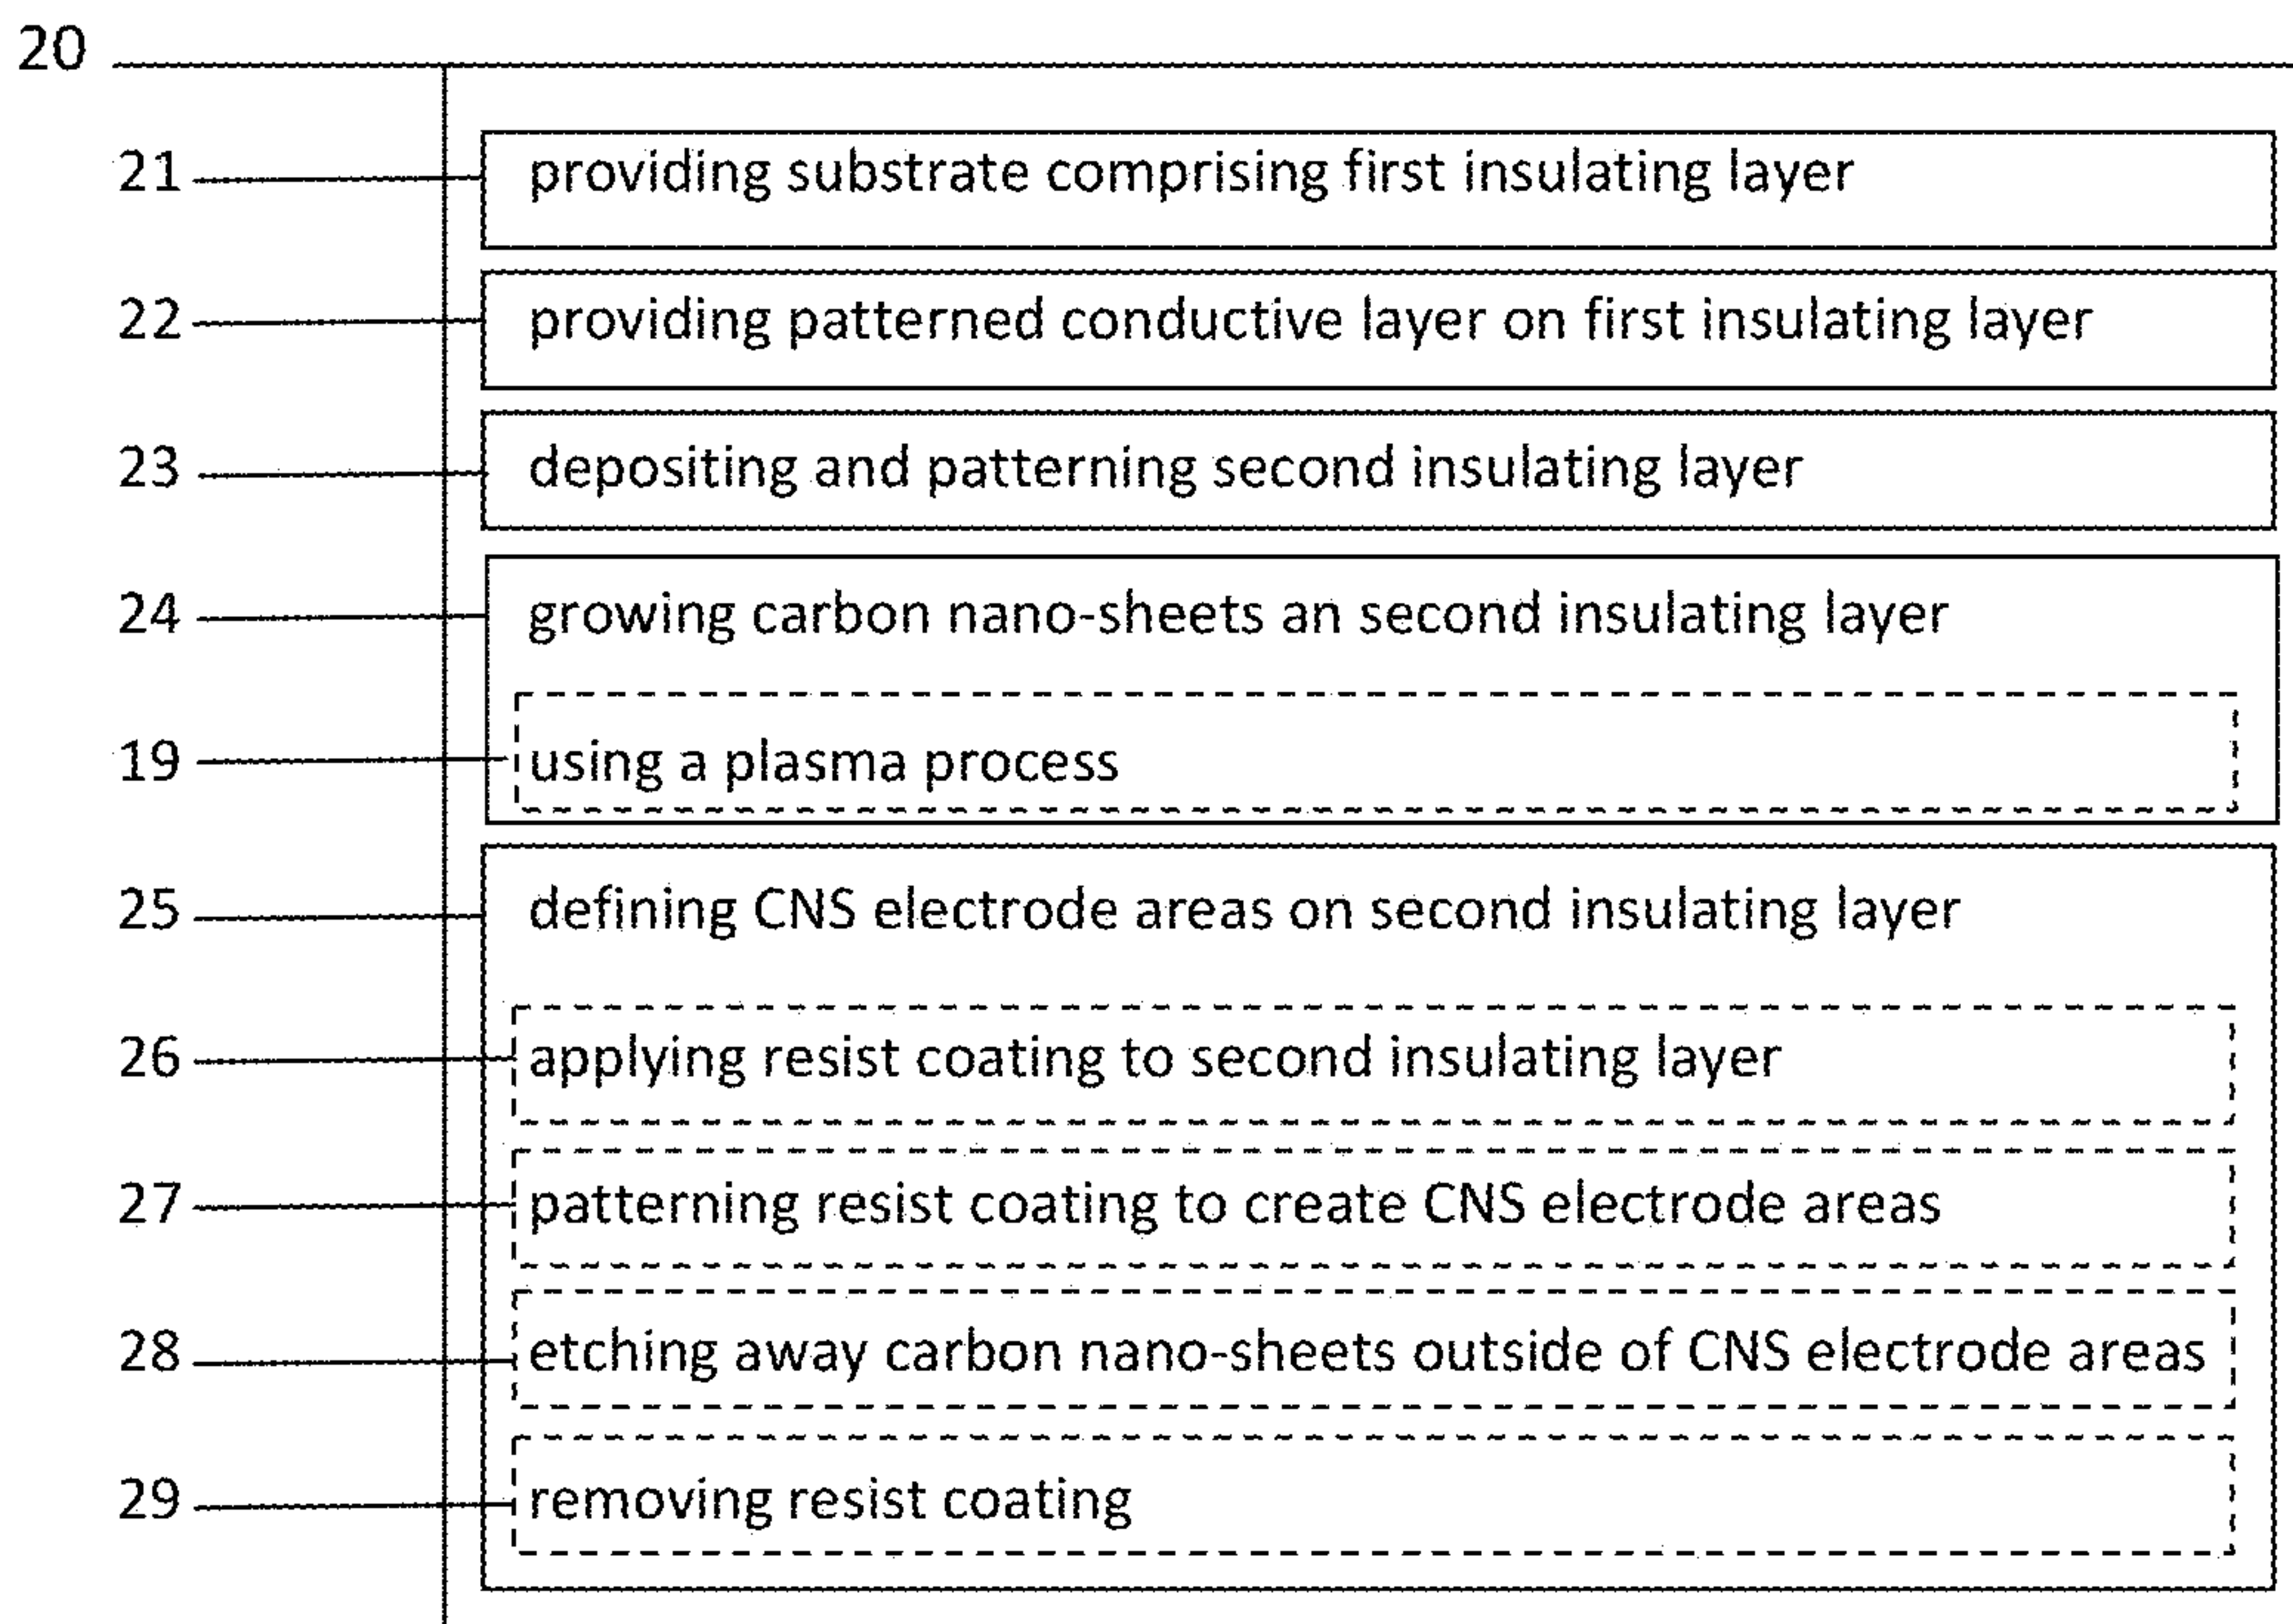 20
21 providing substrate comprising first insulating layer
22 providing patterned conductive layer on first insulating layer
23 depositing and patterning second insulating layer
24 growing carbon nano-sheets an second insulating layer
19 using a plasma process
25 defining CNS electrode areas on second insulating layer
26 applying resist coating to second insulating layer
27 patterning resist coating to create CNS electrode areas
28 etching away carbon nano-sheets outside of CNS electrode areas
29 removing resist coating